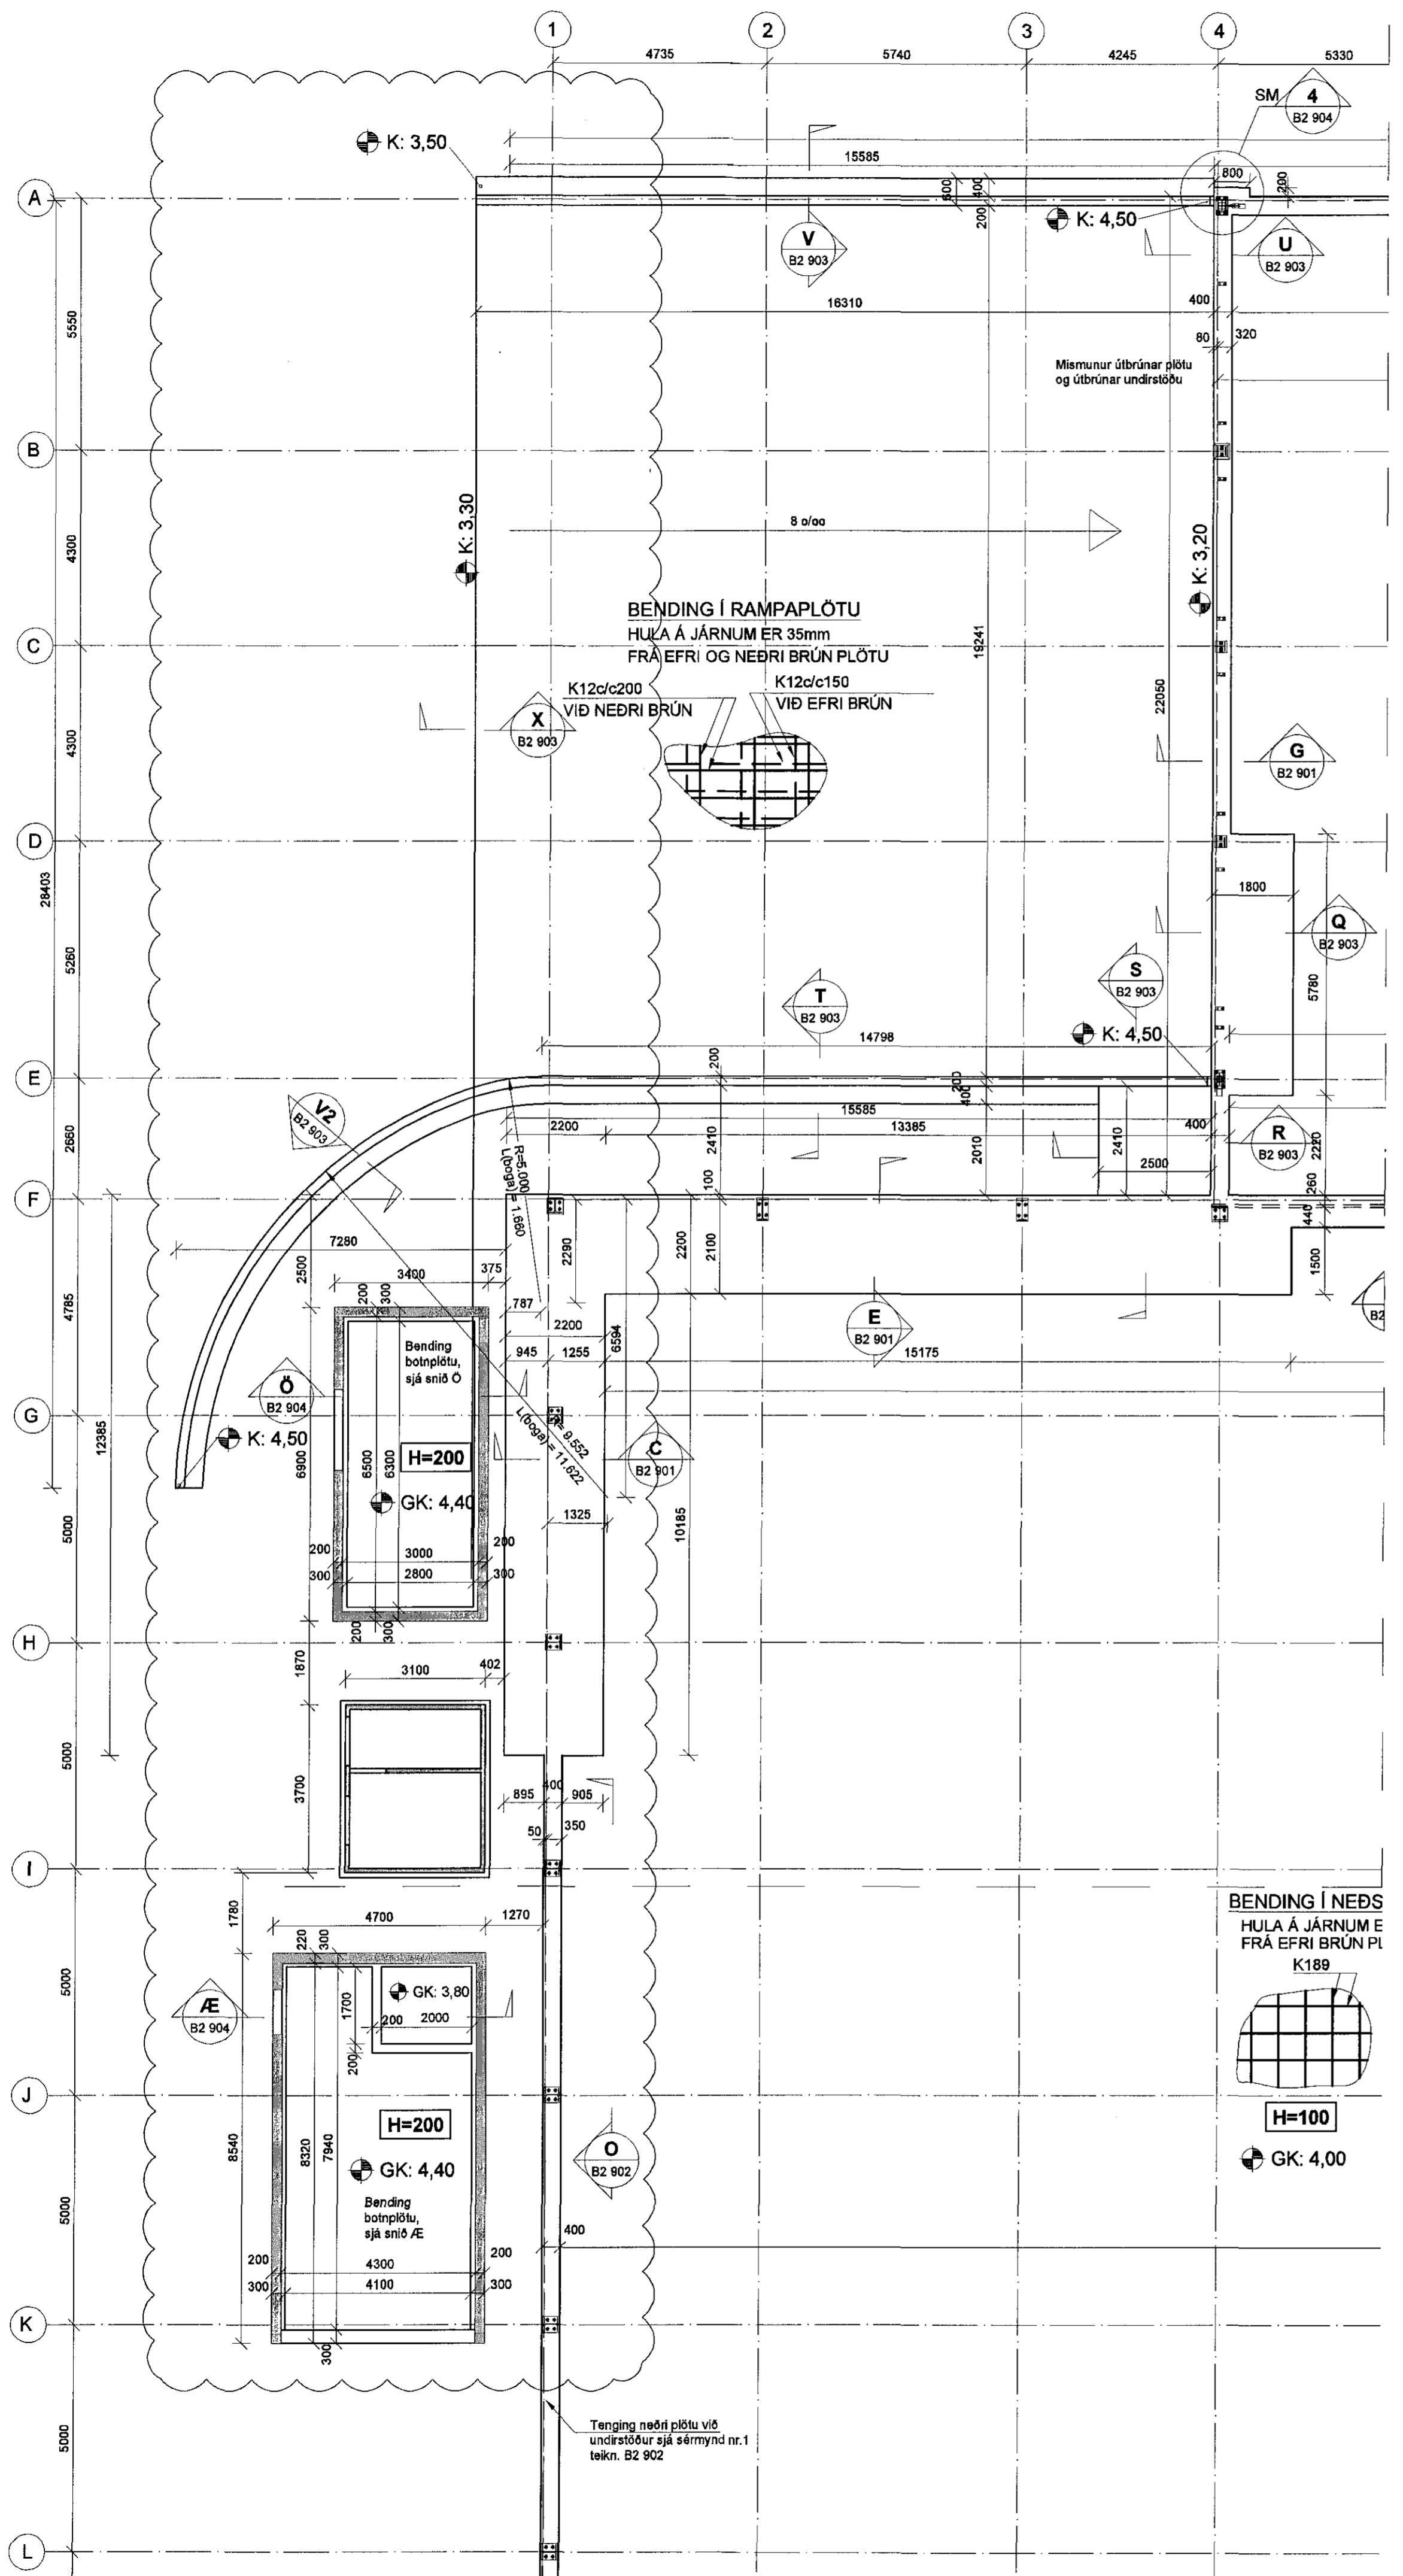 1
2
3
4
4735
5740
4245
5330
SM
4
B2 904
K: 3,50
15585
800
200
A
600
400
200
K: 4,50
V
B2 903
U
B2 903
16310
400
80
320
5550
Mismunur útbrúnar plötu
og útbrúnar undirstöðu
B
K: 3,30
8 o/oo
K: 3,20
4300
BENDING Í RAMPAPLÖTU
HULA Á JÁRNUM ER 35mm
FRÁ EFRI OG NEÐRI BRÚN PLÖTU
C
19241
K12c/c200
VIÐ NEÐRI BRÚN
K12c/c150
VIÐ EFRI BRÚN
22050
X
B2 903
4300
G
B2 901
D
28403
1800
5260
Q
B2 903
5780
S
B2 903
T
B2 903
K: 4,50
14798
E
200
200
400
15585
V2
B2 903
2660
2200
13385
400
2410
2010
2410
R
B2 903
2220
R=5.000
L(boga) = 1.660
2500
100
260
F
440
7280
2500
2290
2200
2100
1500
3400
375
4785
200
300
787
E
B2 901
B2
2200
6594
Bending
botnplötu,
sjá snið Ö
945
1255
15175
Ö
B2 904
G
12385
K: 4,50
R= 9.552
L(boga) = 11.622
C
B2 901
6900
6500
6300
H=200
GK: 4,40
1325
10185
5000
200
3000
200
300
2800
300
200
300
H
1870
3100
402
5000
3700
400
895
905
50
350
I
1780
4700
1270
BENDING Í NEÐS
HULA Á JÁRNUM E
FRÁ EFRI BRÚN PL
K189
220
300
GK: 3,80
Æ
B2 904
1700
200
2000
5000
200
J
H=200
H=100
8540
8320
7940
O
B2 902
GK: 4,40
GK: 4,00
Bending
botnplötu,
sjá snið Æ
5000
400
200
4300
200
300
4100
300
K
300
Tenging neðri plötu við
undirstöður sjá sérmynd nr.1
teikn. B2 902
5000
L